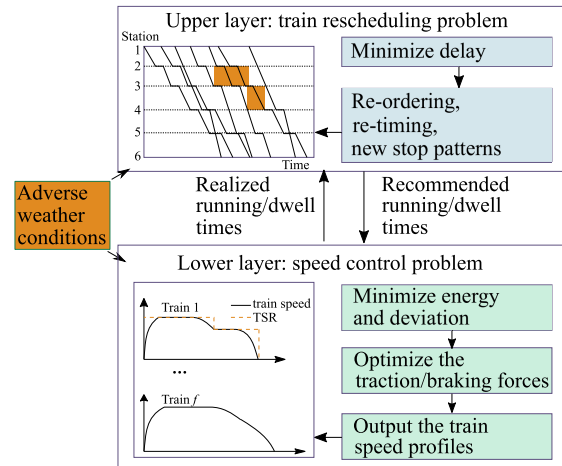 Upper layer: train rescheduling problem
Station
1
2
3
4
5
6
Time
Minimize delay
Re-ordering,
re-timing,
new stop patterns
Adverse
weather
conditions
Realized
running/dwell
times
Recommended
running/dwell
times
Lower layer: speed control problem
Train 1
train speed
TSR
...
Train f
Minimize energy
and deviation
Optimize the
traction/braking forces
Output the train
speed profiles